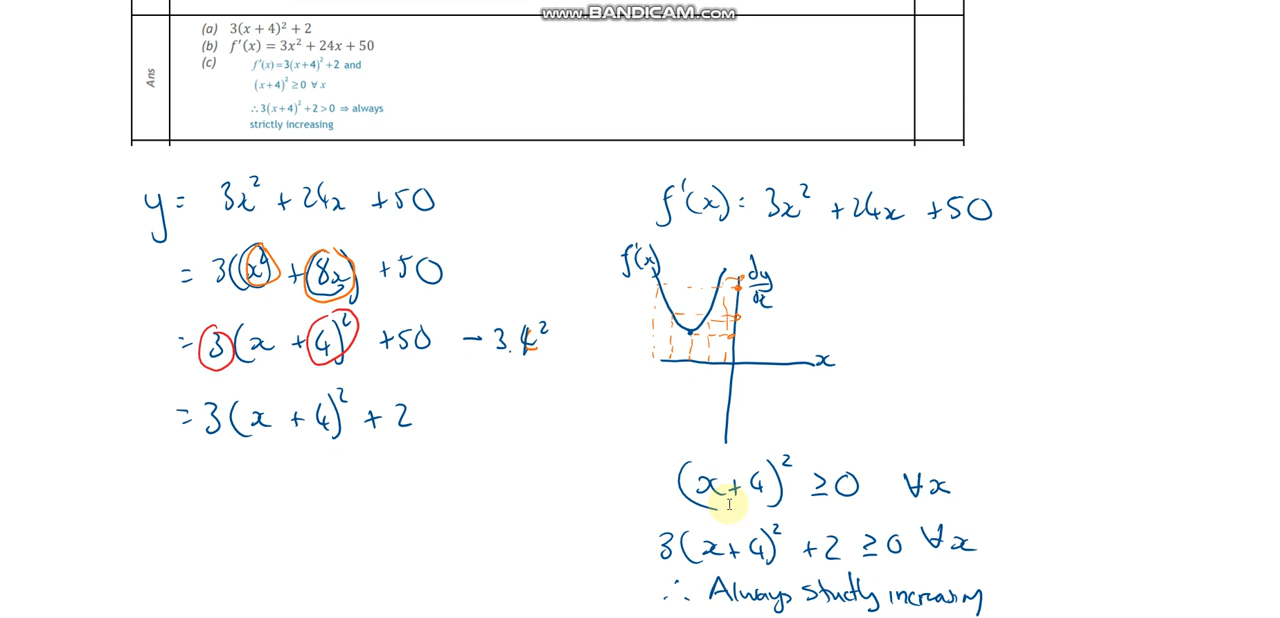 www.BANDICAM.com
Ans
(a) 3(x + 4)² + 2
(b) f′(x) = 3x² + 24x + 50
(c) f′(x)=3(x+4)²+2 and
(x+4)² ≥0 ∀ x
∴3(x+4)²+2>0 ⇒ always
strictly increasing
y = 3x² + 24x + 50
= 3(x² + 8x) + 50
= 3(x + 4)² + 50 − 3.4²
= 3(x + 4)² + 2
f'(x) = 3x² + 24x + 50
f'(x)
dy/dx
x
(x+4)² ≥ 0 ∀x
3(x+4)² + 2 ≥ 0 ∀x
∴ Always strictly increasing